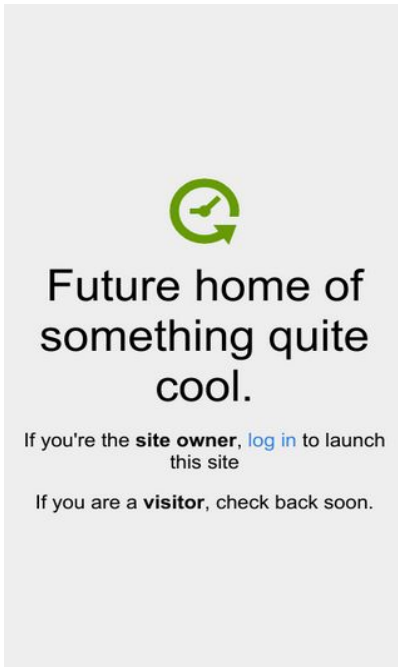 Future home of
something quite
cool.
If you're the site owner, log in to launch
this site
If you are a visitor, check back soon.